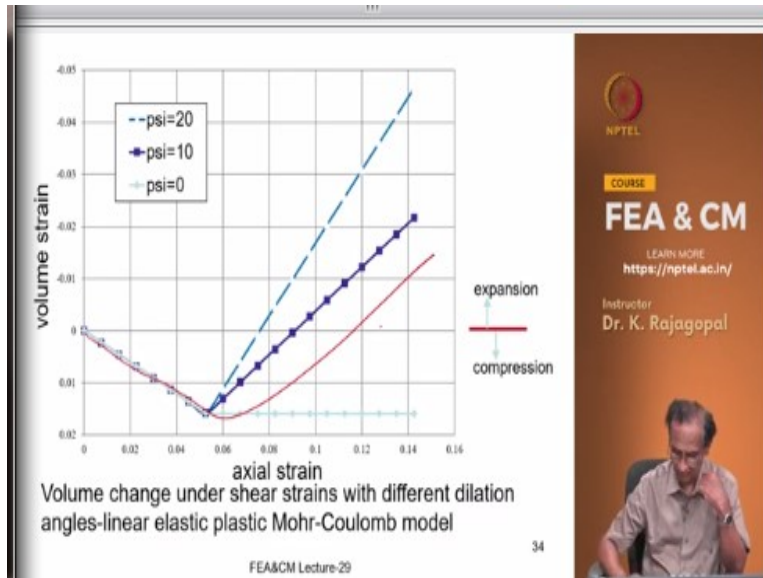 -0.05
-0.04
-0.03
-0.02
-0.01
0
0.01
0.02
volume strain
psi=20
psi=10
psi=0
0 0.02 0.04 0.06 0.08 0.1 0.12 0.14 0.16
axial strain
expansion
compression
Volume change under shear strains with different dilation
angles-linear elastic plastic Mohr-Coulomb model
34
FEA&CM Lecture-29
NPTEL
COURSE
FEA & CM
LEARN MORE
https://nptel.ac.in/
Instructor
Dr. K. Rajagopal